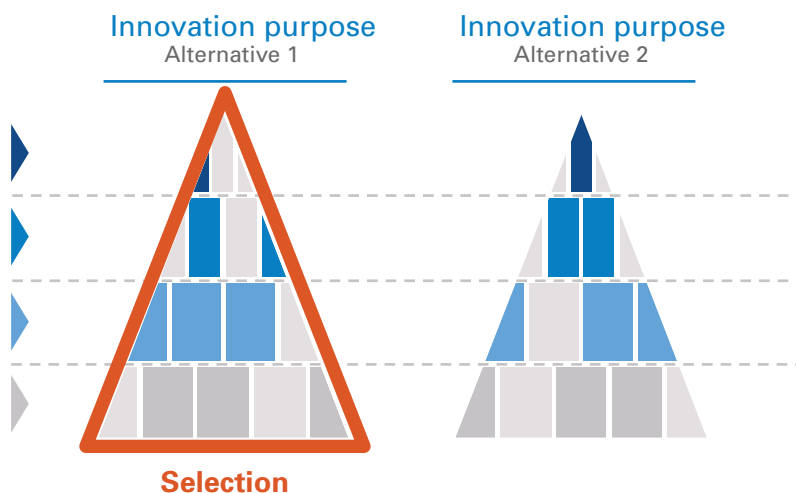 Innovation purpose
Alternative 1
Innovation purpose
Alternative 2
Selection